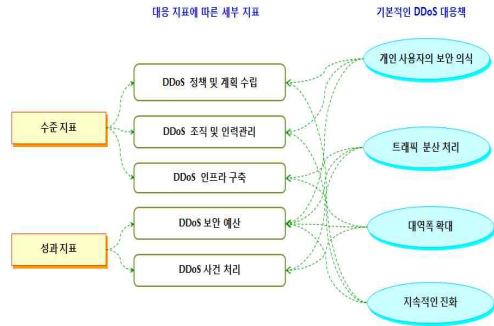 대응 지표에 따른 세부 지표
기본적인 DDoS 대응책
수준 지표
성과 지표
DDoS 정책 및 계획 수립
DDoS 조직 및 인력관리
DDoS 인프라 구축
DDoS 보안 예산
DDoS 사건 처리
개인 사용자의 보안 의식
트래픽 분산 처리
대역폭 확대
지속적인 진화